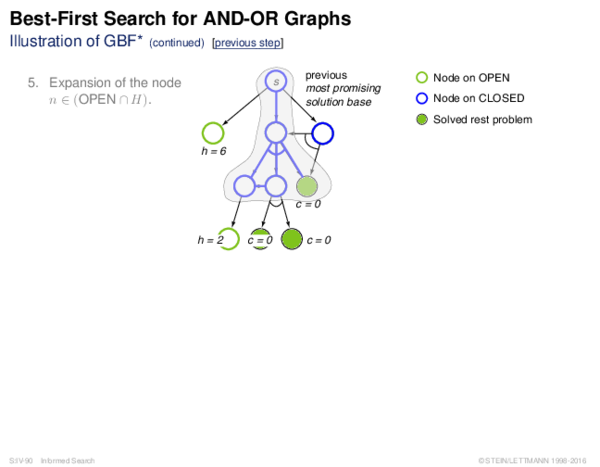 Best-First Search for AND-OR Graphs
Illustration of GBF* (continued) [previous step]
5. Expansion of the node
n ∈ (OPEN ∩ H).
s
previous
most promising
solution base
h = 6
c = 0
h = 2
c = 0
c = 0
Node on OPEN
Node on CLOSED
Solved rest problem
S:IV-90 Informed Search
© STEIN/LETTMANN 1998-2016